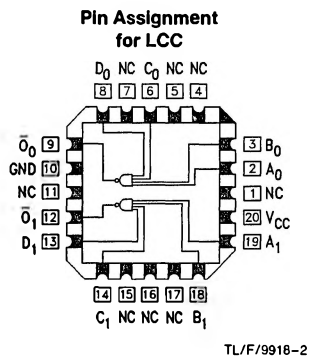 Pin Assignment
for LCC
D0 NC C0 NC NC
8 7 6 5 4
Ō0 9
GND 10
NC 11
Ō1 12
D1 13
3 B0
2 A0
1 NC
20 VCC
19 A1
14 15 16 17 18
C1 NC NC NC B1
TL/F/9918-2